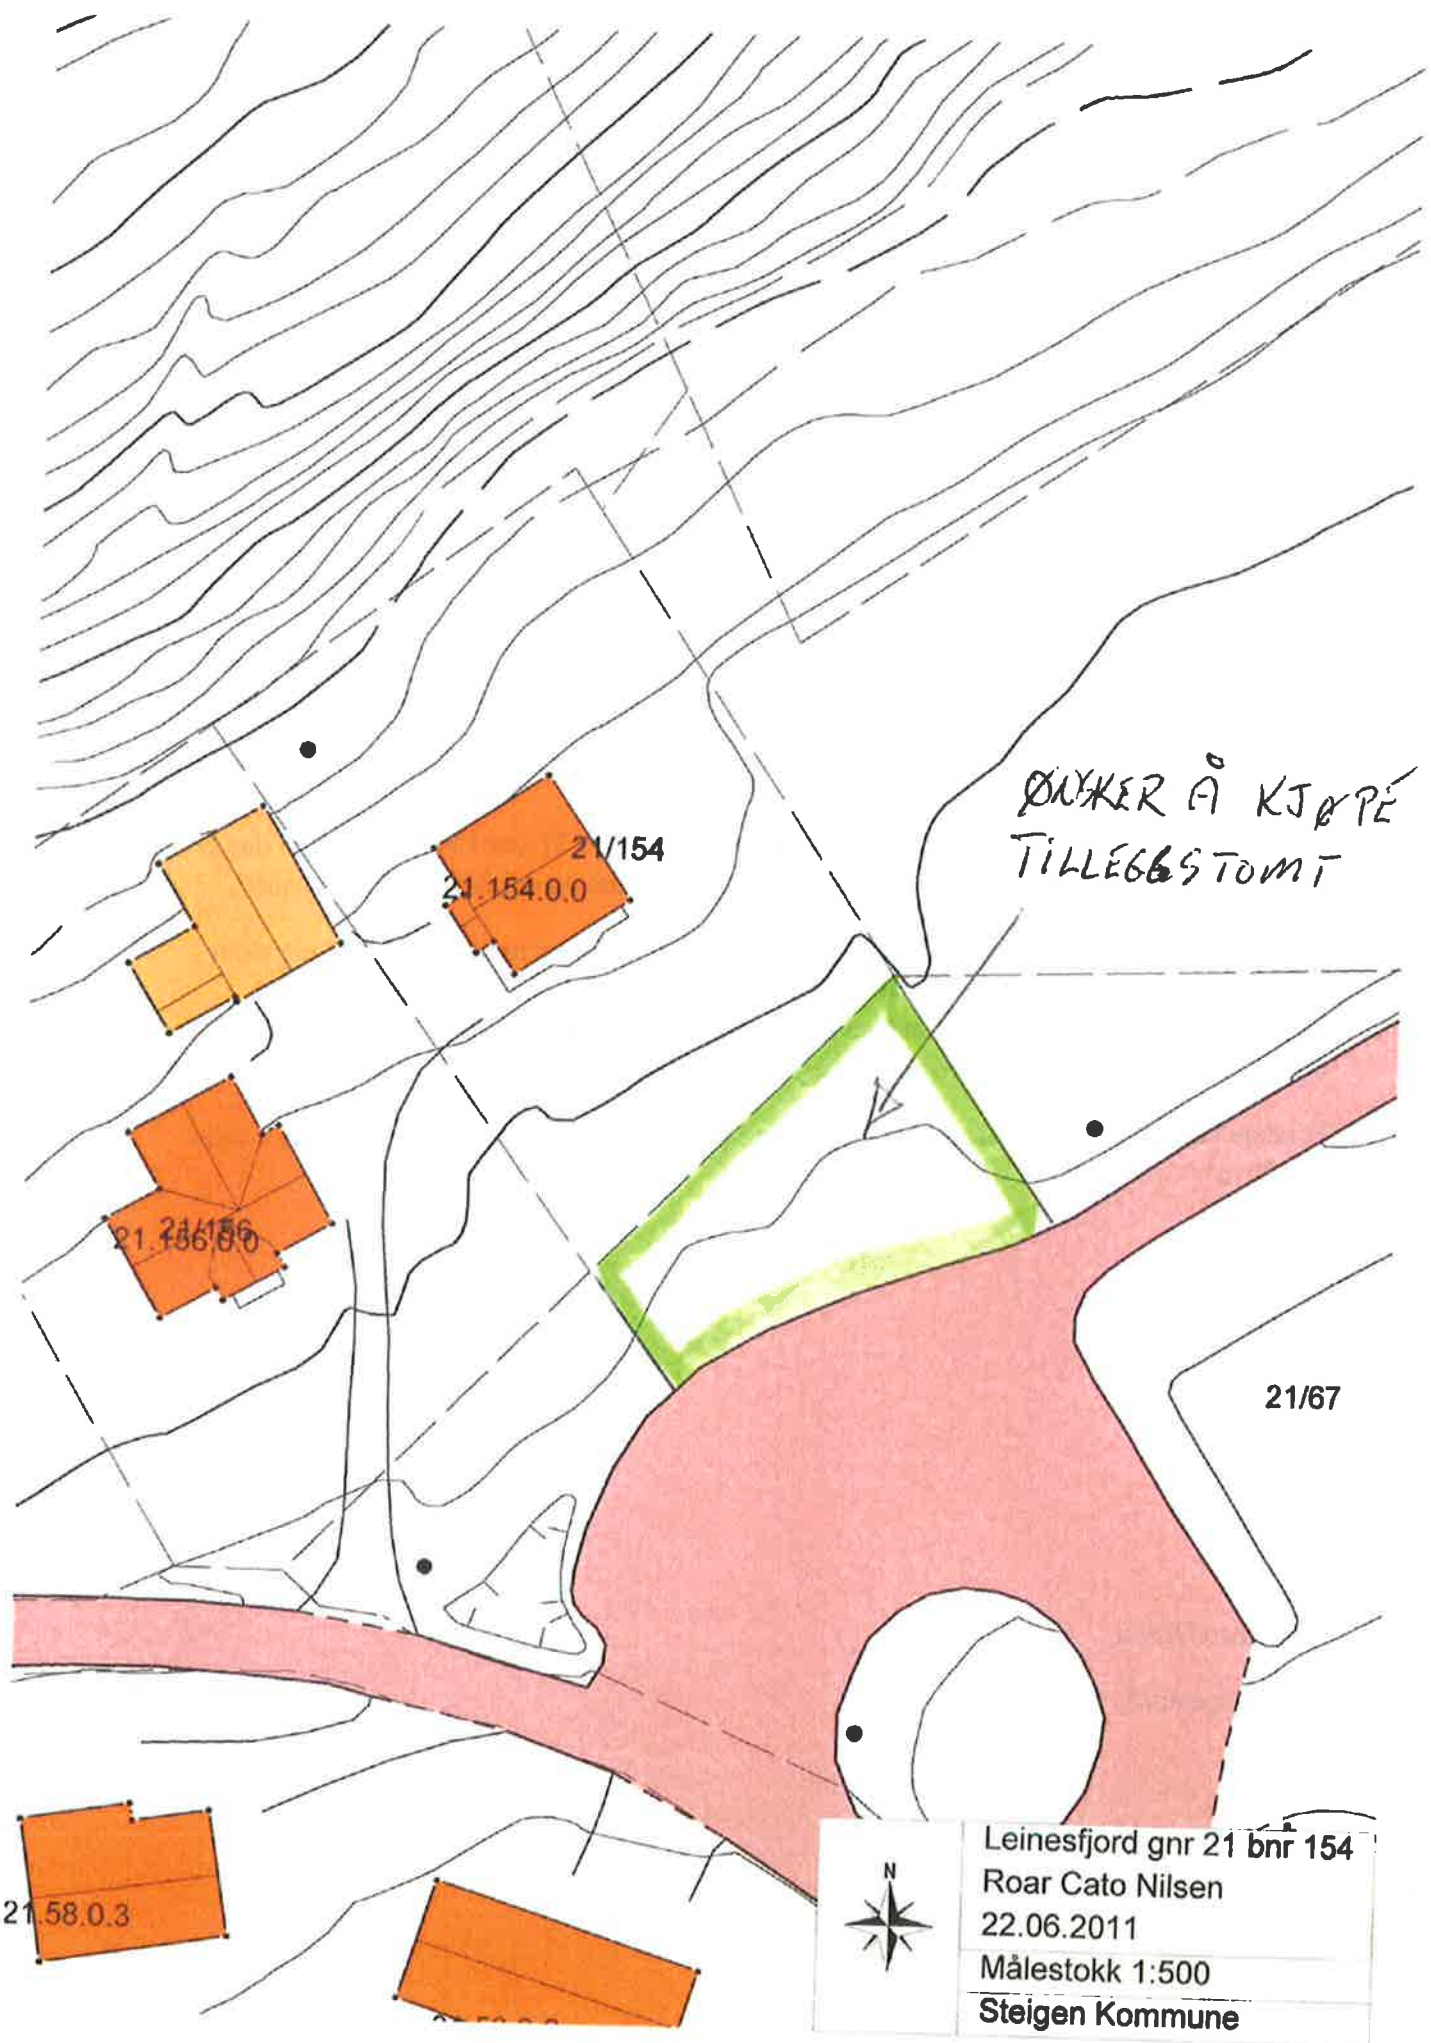 ØNSKER Å KJØPE
TILLEGGSTOMT
21/154
21.154.0.0
21/156
21.156.0.0
21/67
21.58.0.3
N
Leinesfjord gnr 21 bnr 154
Roar Cato Nilsen
22.06.2011
Målestokk 1:500
Steigen Kommune